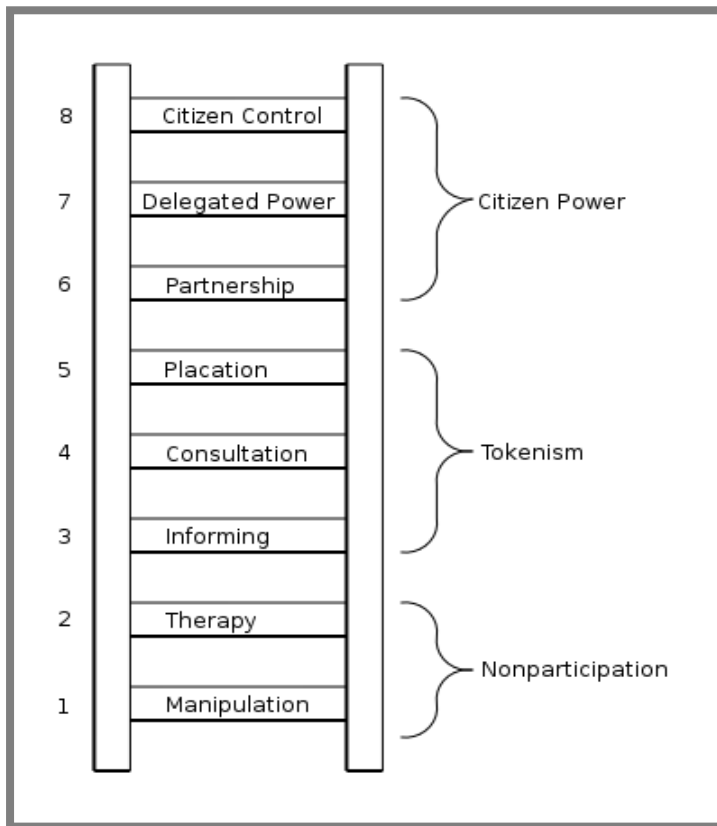 8 Citizen Control
7 Delegated Power Citizen Power
6 Partnership
5 Placation
4 Consultation Tokenism
3 Informing
2 Therapy
Nonparticipation
1 Manipulation